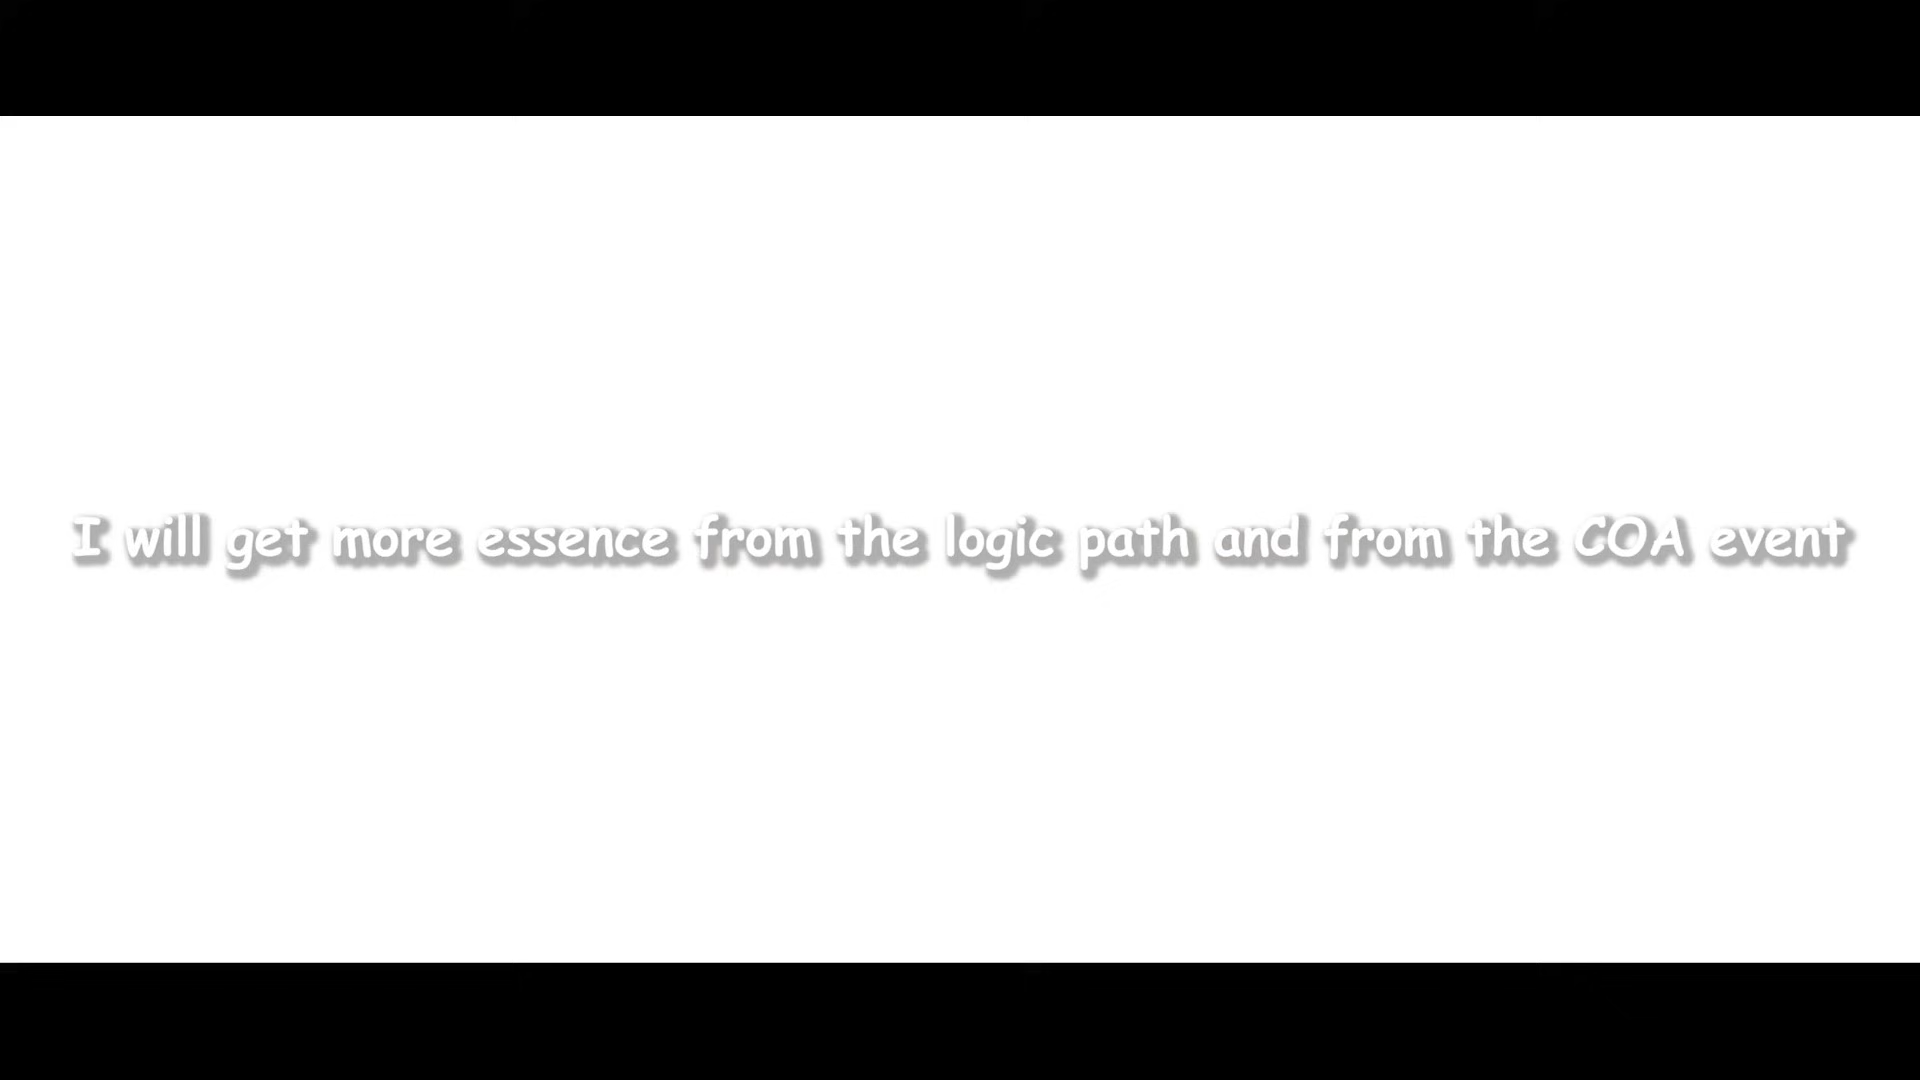 I will get more essence from the logic path and from the COA event